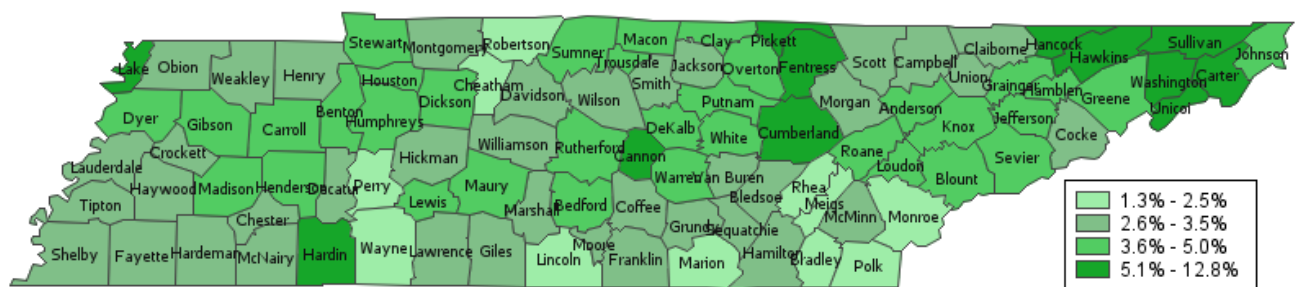 Stewart
Montgomery
Robertson
Sumner
Macon
Clay
Pickett
Trousdale
Jackson
Overton
Fentress
Scott
Campbell
Claiborne
Hancock
Hawkins
Sullivan
Johnson
Lake
Obion
Weakley
Henry
Houston
Cheatham
Davidson
Wilson
Smith
Putnam
Morgan
Anderson
Union
Grainger
Hamblen
Greene
Washington
Carter
Unicoi
Dyer
Gibson
Carroll
Benton
Humphreys
Dickson
Williamson
Rutherford
Cannon
DeKalb
White
Cumberland
Roane
Loudon
Knox
Jefferson
Cocke
Sevier
Blount
Lauderdale
Crockett
Haywood
Madison
Henderson
Decatur
Perry
Hickman
Lewis
Maury
Marshall
Bedford
Coffee
Warren
Van Buren
Bledsoe
Rhea
Meigs
McMinn
Monroe
Tipton
Chester
Shelby
Fayette
Hardeman
McNairy
Hardin
Wayne
Lawrence
Giles
Lincoln
Moore
Franklin
Grundy
Sequatchie
Marion
Hamilton
Bradley
Polk
1.3% - 2.5%
2.6% - 3.5%
3.6% - 5.0%
5.1% - 12.8%